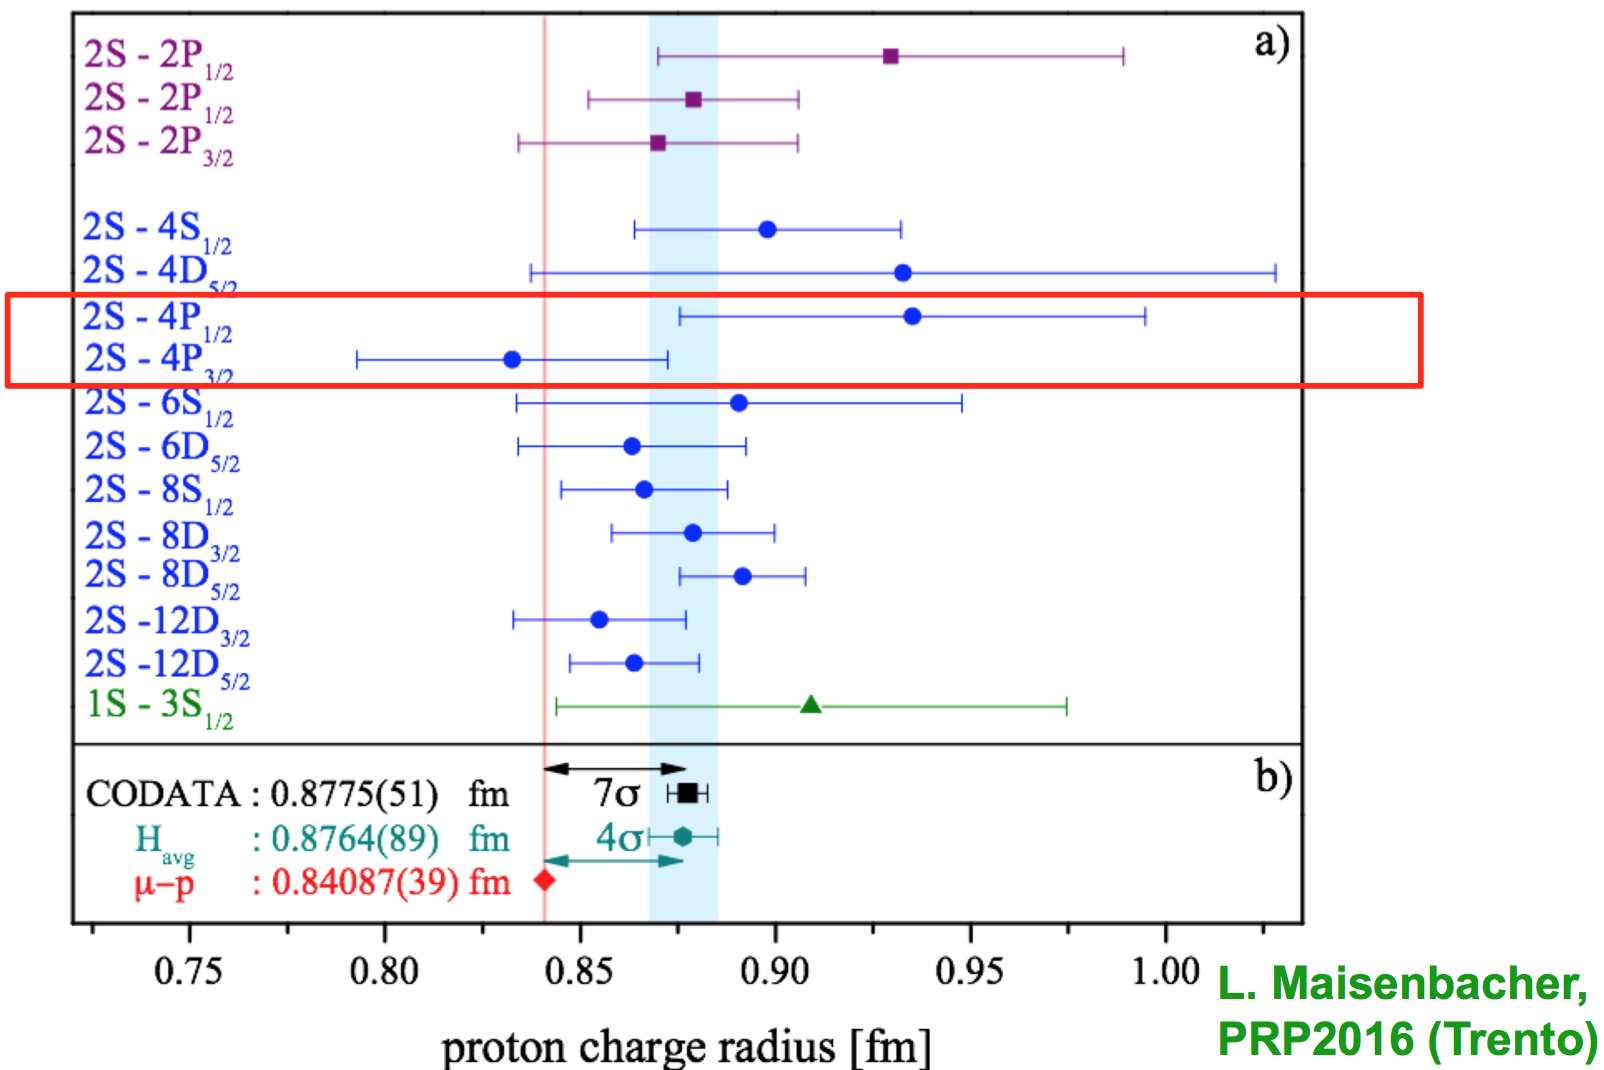 a)
2S - 2P1/2
2S - 2P1/2
2S - 2P3/2
2S - 4S1/2
2S - 4D5/2
2S - 4P1/2
2S - 4P3/2
2S - 6S1/2
2S - 6D5/2
2S - 8S1/2
2S - 8D3/2
2S - 8D5/2
2S -12D3/2
2S -12D5/2
1S - 3S1/2
b)
CODATA : 0.8775(51) fm 7σ
Havg : 0.8764(89) fm 4σ
μ–p : 0.84087(39) fm
0.75 0.80 0.85 0.90 0.95 1.00
proton charge radius [fm]
L. Maisenbacher,
PRP2016 (Trento)